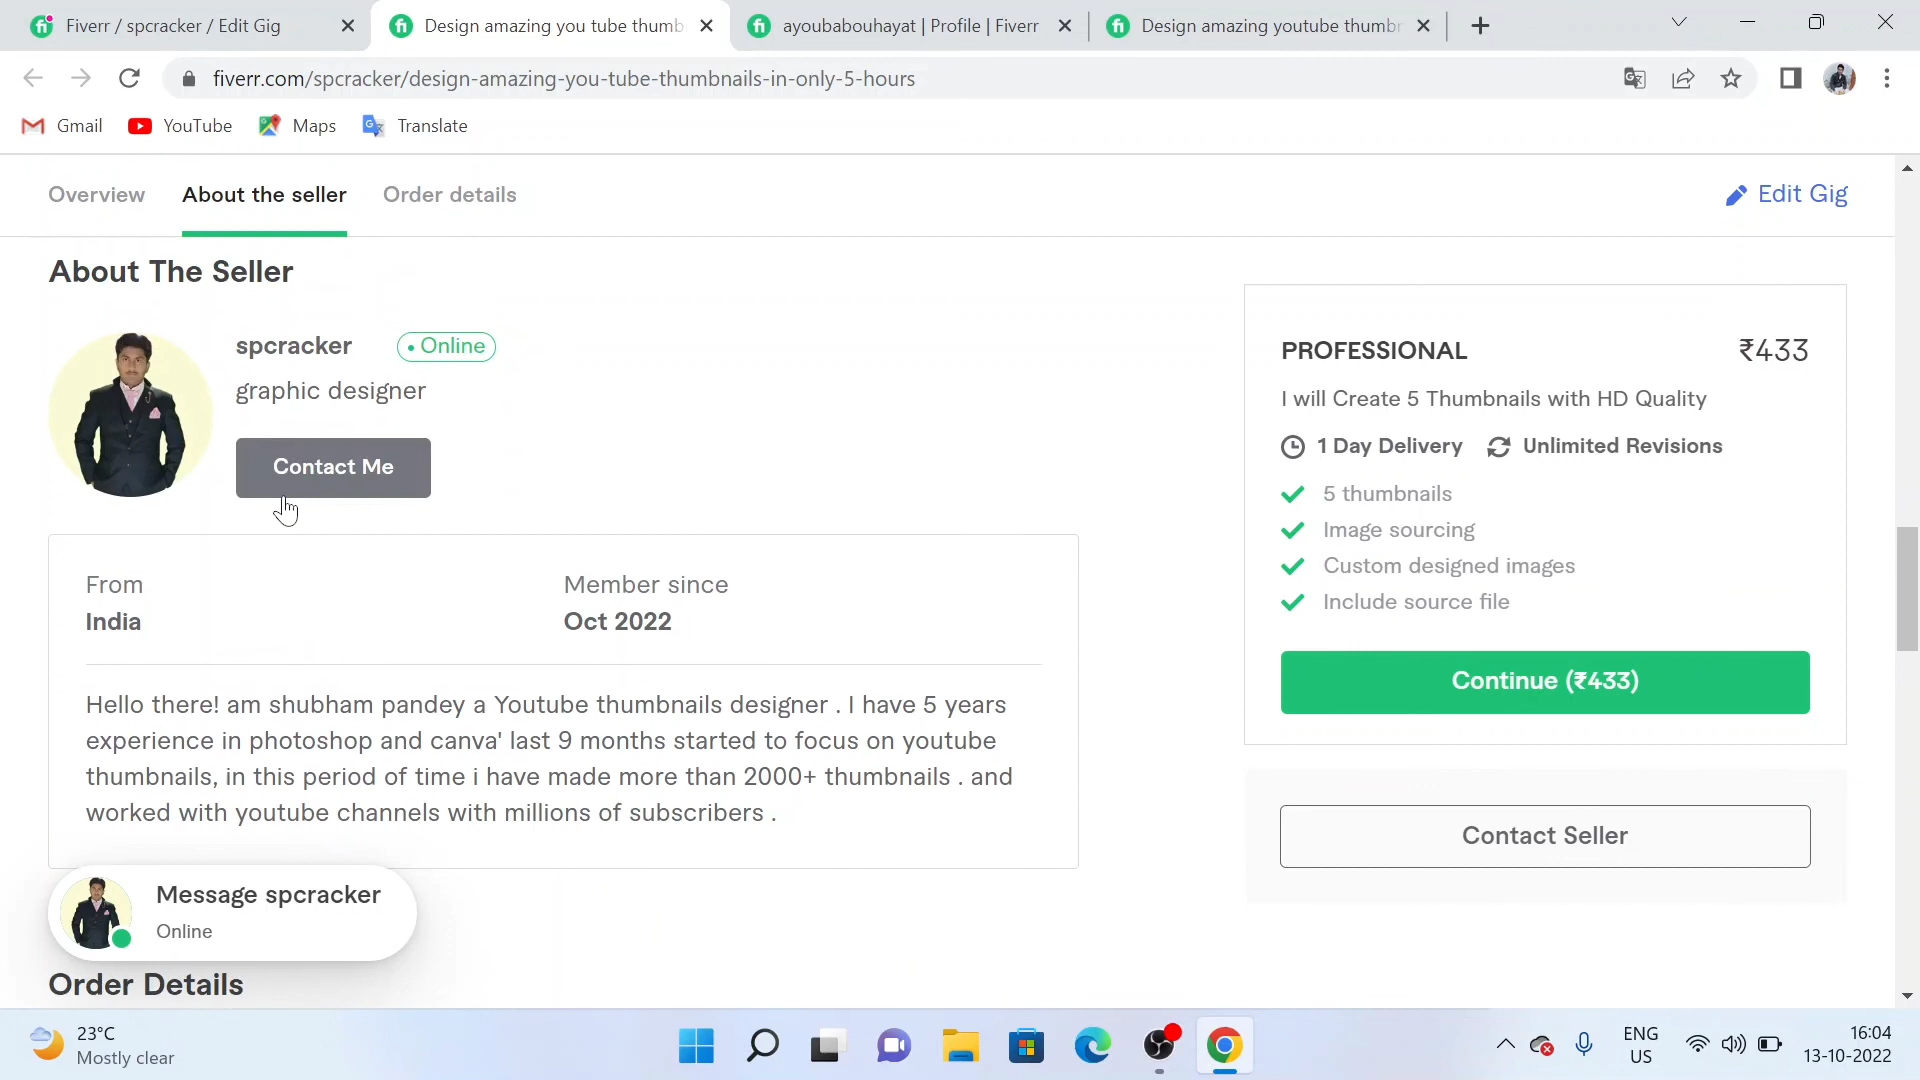 Fiverr / spcracker / Edit Gig
Design amazing you tube thumb
ayoubabouhayat | Profile | Fiverr
Design amazing youtube thumbr
fiverr.com/spcracker/design-amazing-you-tube-thumbnails-in-only-5-hours
Gmail
YouTube
Maps
Translate
Overview
About the seller
Order details
Edit Gig
About The Seller
spcracker
• Online
graphic designer
Contact Me
PROFESSIONAL
₹433
I will Create 5 Thumbnails with HD Quality
1 Day Delivery
Unlimited Revisions
5 thumbnails
Image sourcing
Custom designed images
Include source file
Continue (₹433)
Contact Seller
From
India
Member since
Oct 2022
Hello there! am shubham pandey a Youtube thumbnails designer . I have 5 years
experience in photoshop and canva' last 9 months started to focus on youtube
thumbnails, in this period of time i have made more than 2000+ thumbnails . and
worked with youtube channels with millions of subscribers .
Message spcracker
Online
Order Details
23°C
Mostly clear
ENG
US
16:04
13-10-2022